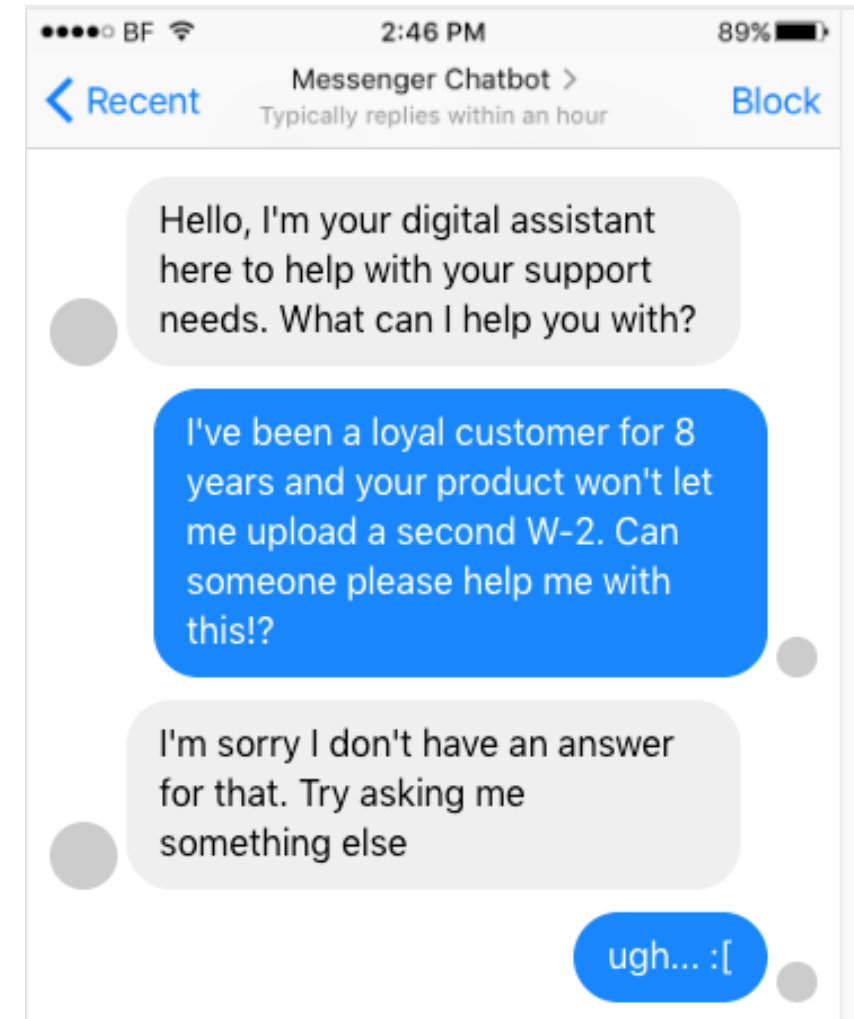 BF 2:46 PM 89%
Recent Messenger Chatbot > Block
Typically replies within an hour
Hello, I'm your digital assistant
here to help with your support
needs. What can I help you with?
I've been a loyal customer for 8
years and your product won't let
me upload a second W-2. Can
someone please help me with
this!?
I'm sorry I don't have an answer
for that. Try asking me
something else
ugh... :[